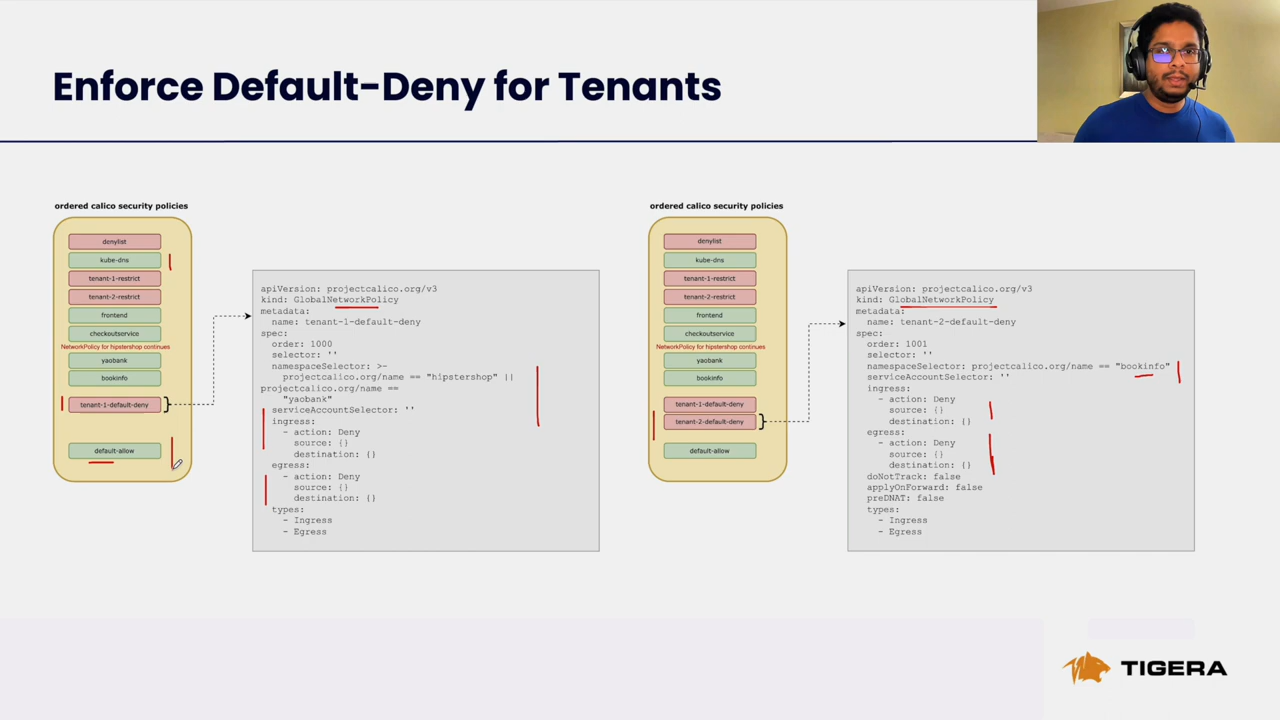 Enforce Default-Deny for Tenants
ordered calico security policies
denylist
kube-dns
tenant-1-restrict
tenant-2-restrict
frontend
checkoutservice
NetworkPolicy for hipstershop continues
yaobank
bookinfo
tenant-1-default-deny
default-allow
apiVersion: projectcalico.org/v3
kind: GlobalNetworkPolicy
metadata:
name: tenant-1-default-deny
spec:
order: 1000
selector: ''
namespaceSelector: >-
projectcalico.org/name == "hipstershop" ||
projectcalico.org/name ==
"yaobank"
serviceAccountSelector: ''
ingress:
- action: Deny
source: {}
destination: {}
egress:
- action: Deny
source: {}
destination: {}
types:
- Ingress
- Egress
ordered calico security policies
denylist
kube-dns
tenant-1-restrict
tenant-2-restrict
frontend
checkoutservice
NetworkPolicy for hipstershop continues
yaobank
bookinfo
tenant-1-default-deny
tenant-2-default-deny
default-allow
apiVersion: projectcalico.org/v3
kind: GlobalNetworkPolicy
metadata:
name: tenant-2-default-deny
spec:
order: 1001
selector: ''
namespaceSelector: projectcalico.org/name == "bookinfo"
serviceAccountSelector: ''
ingress:
- action: Deny
source: {}
destination: {}
egress:
- action: Deny
source: {}
destination: {}
doNotTrack: false
applyOnForward: false
preDNAT: false
types:
- Ingress
- Egress
TIGERA